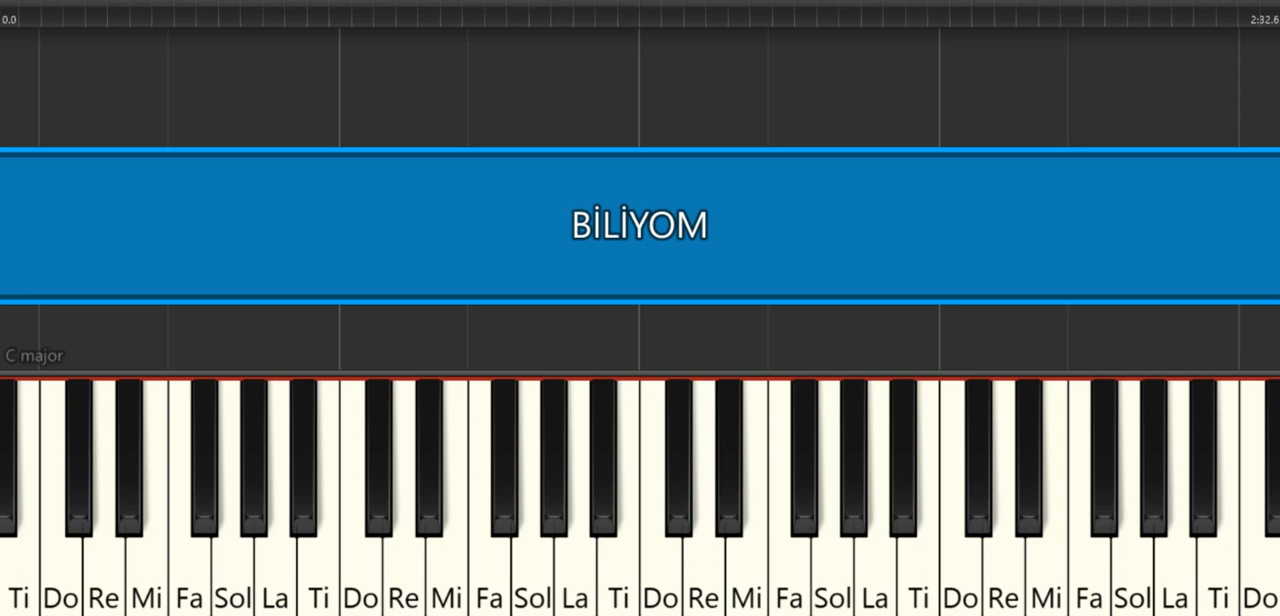 0.0 2:32.6
BİLİYOM
C major
Ti Do Re Mi Fa Sol La Ti Do Re Mi Fa Sol La Ti Do Re Mi Fa Sol La Ti Do Re Mi Fa Sol La Ti Do